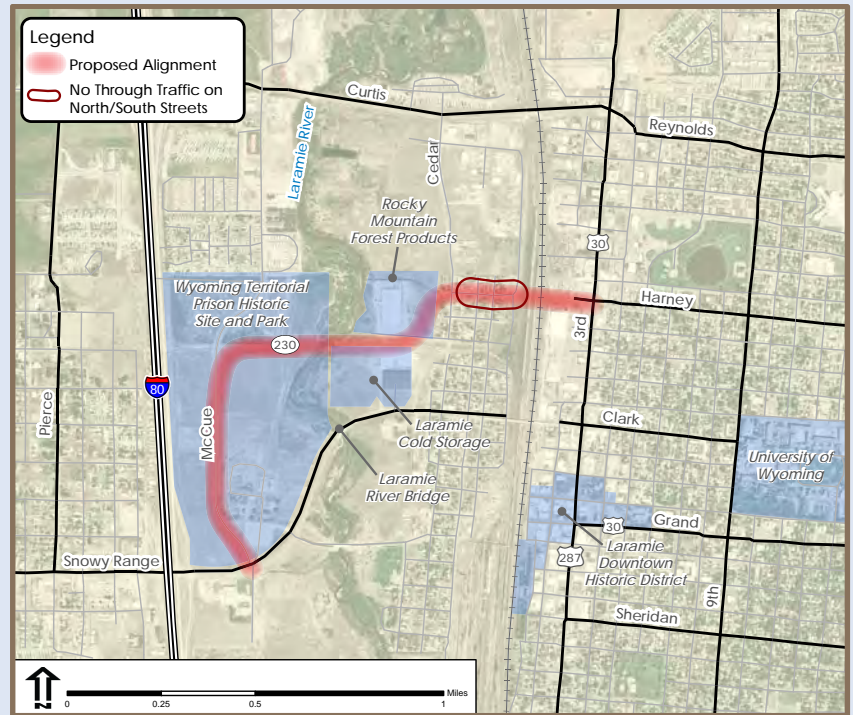 Legend
Proposed Alignment
No Through Traffic on
North/South Streets
Curtis
Reynolds
Laramie River
Cedar
Rocky
Mountain
Forest Products
30
Wyoming Territorial
Prison Historic
Site and Park
Harney
3rd
230
80
McCue
Pierce
Laramie
Cold Storage
Clark
University of
Wyoming
Laramie
River Bridge
Grand
30
Laramie
Downtown
Historic District
287
Snowy Range
9th
Sheridan
N
Miles
0
0.25
0.5
1